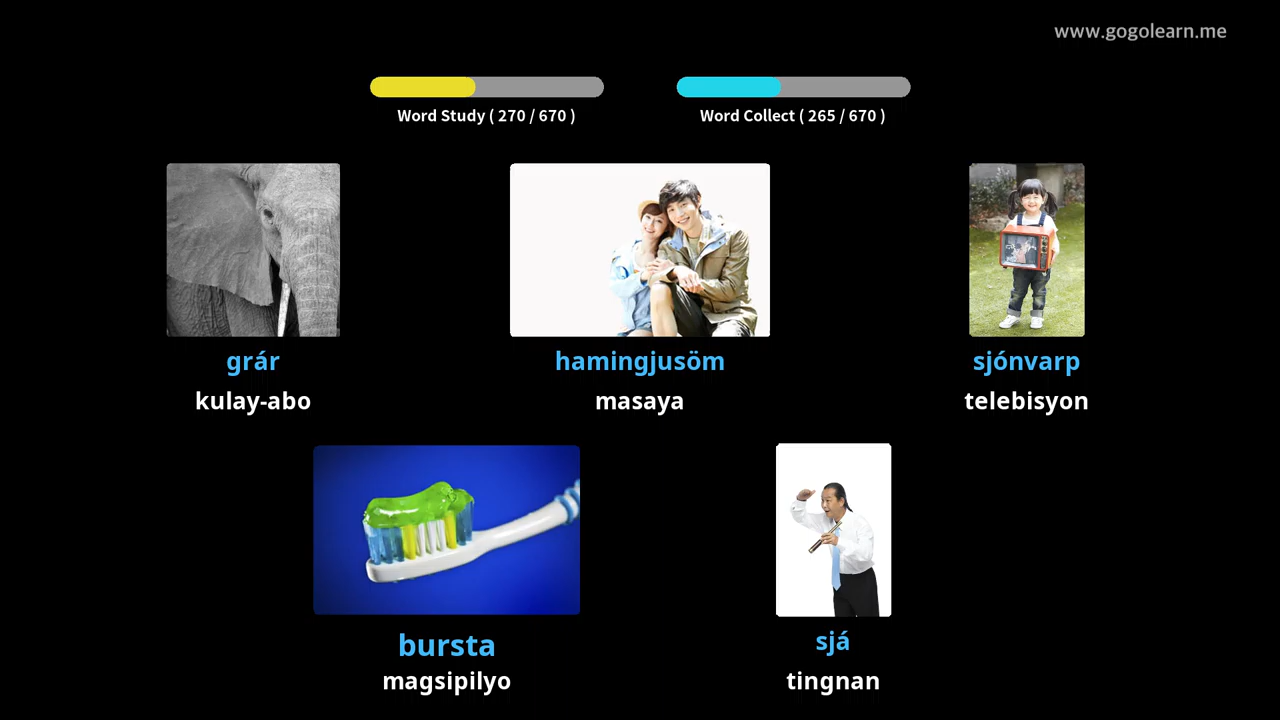 www.gogolearn.me
Word Study ( 270 / 670 )
Word Collect ( 265 / 670 )
grár
kulay-abo
hamingjusöm
masaya
sjónvarp
telebisyon
bursta
magsipilyo
sjá
tingnan